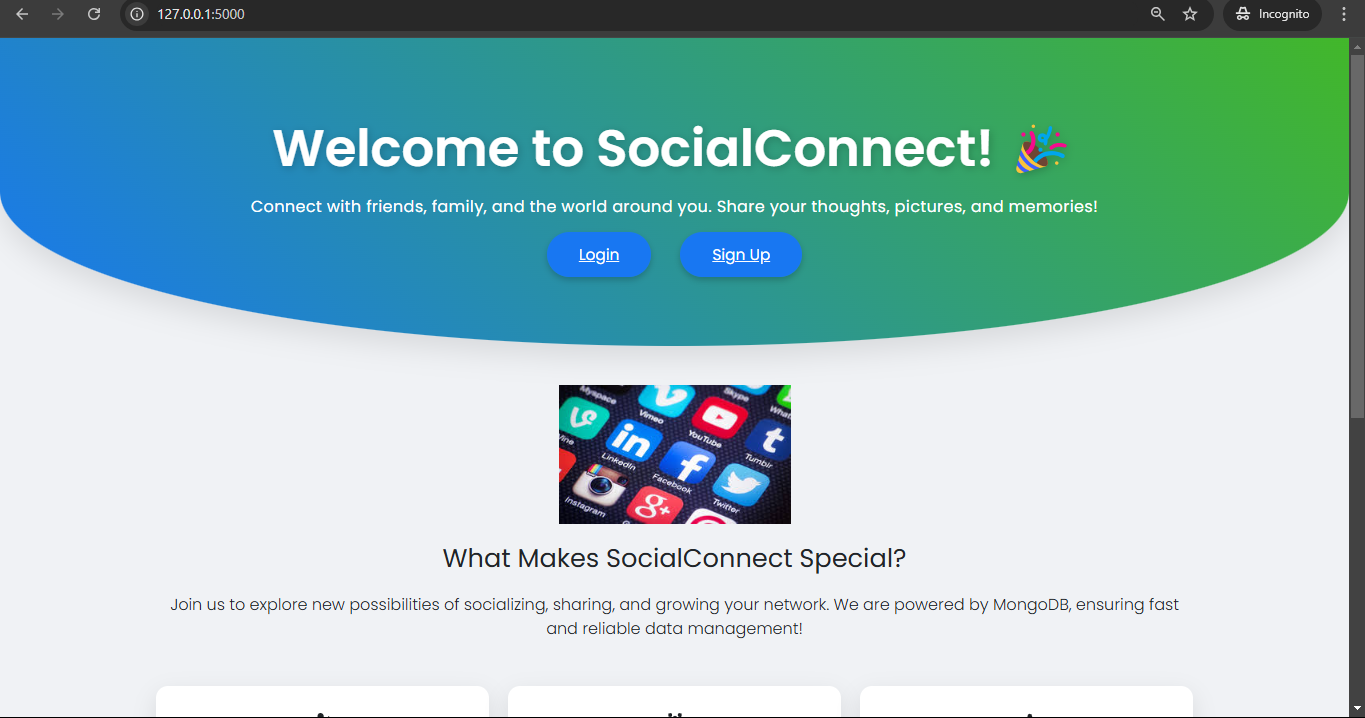 127.0.0.1:5000
Incognito
Welcome to SocialConnect!
Connect with friends, family, and the world around you. Share your thoughts, pictures, and memories!
Login
Sign Up
Myspace
Skype
Vimeo
YouTube
Tumblr
LinkedIn
Facebook
Twitter
Instagram
What Makes SocialConnect Special?
Join us to explore new possibilities of socializing, sharing, and growing your network. We are powered by MongoDB, ensuring fast
and reliable data management!